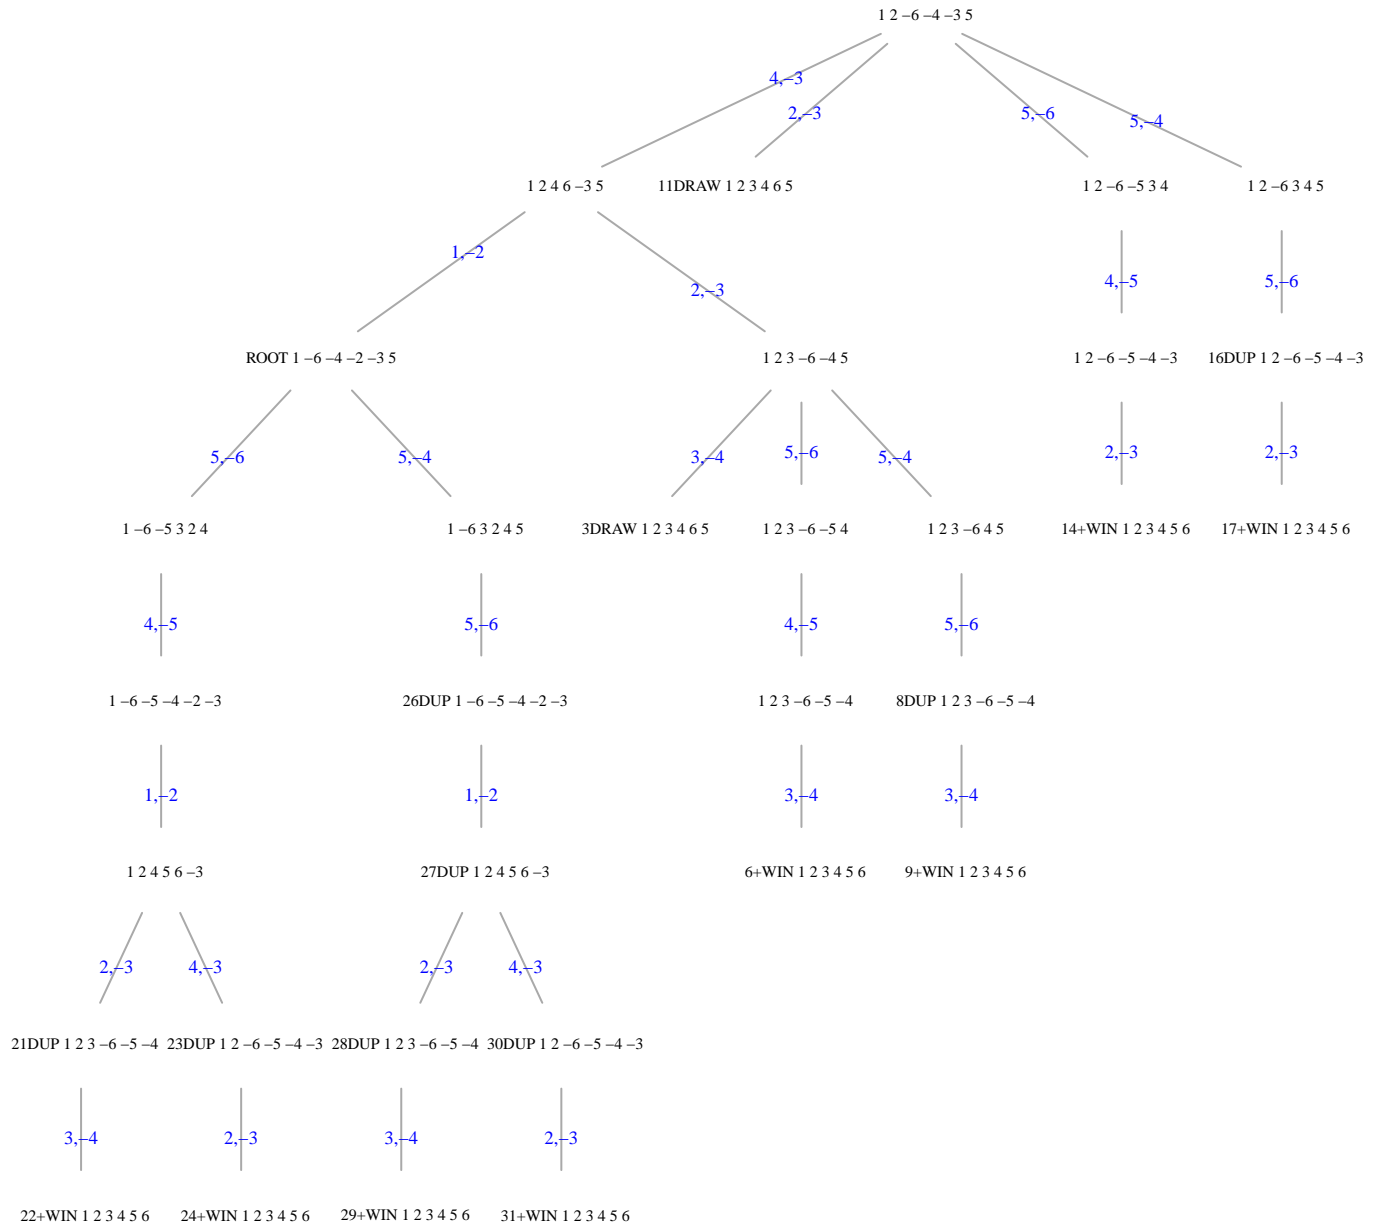 1 2 –6 –4 –3 5
4,–3
2,–3
5,–6
5,–4
1 2 4 6 –3 5
11DRAW 1 2 3 4 6 5
1 2 –6 –5 3 4
1 2 –6 3 4 5
1,–2
2,–3
4,–5
5,–6
ROOT 1 –6 –4 –2 –3 5
1 2 3 –6 –4 5
1 2 –6 –5 –4 –3
16DUP 1 2 –6 –5 –4 –3
5,–6
5,–4
3,–4
5,–6
5,–4
2,–3
2,–3
1 –6 –5 3 2 4
1 –6 3 2 4 5
3DRAW 1 2 3 4 6 5
1 2 3 –6 –5 4
1 2 3 –6 4 5
14+WIN 1 2 3 4 5 6
17+WIN 1 2 3 4 5 6
4,–5
5,–6
4,–5
5,–6
1 –6 –5 –4 –2 –3
26DUP 1 –6 –5 –4 –2 –3
1 2 3 –6 –5 –4
8DUP 1 2 3 –6 –5 –4
1,–2
1,–2
3,–4
3,–4
1 2 4 5 6 –3
27DUP 1 2 4 5 6 –3
6+WIN 1 2 3 4 5 6
9+WIN 1 2 3 4 5 6
2,–3
4,–3
2,–3
4,–3
21DUP 1 2 3 –6 –5 –4
23DUP 1 2 –6 –5 –4 –3
28DUP 1 2 3 –6 –5 –4
30DUP 1 2 –6 –5 –4 –3
3,–4
2,–3
3,–4
2,–3
22+WIN 1 2 3 4 5 6
24+WIN 1 2 3 4 5 6
29+WIN 1 2 3 4 5 6
31+WIN 1 2 3 4 5 6